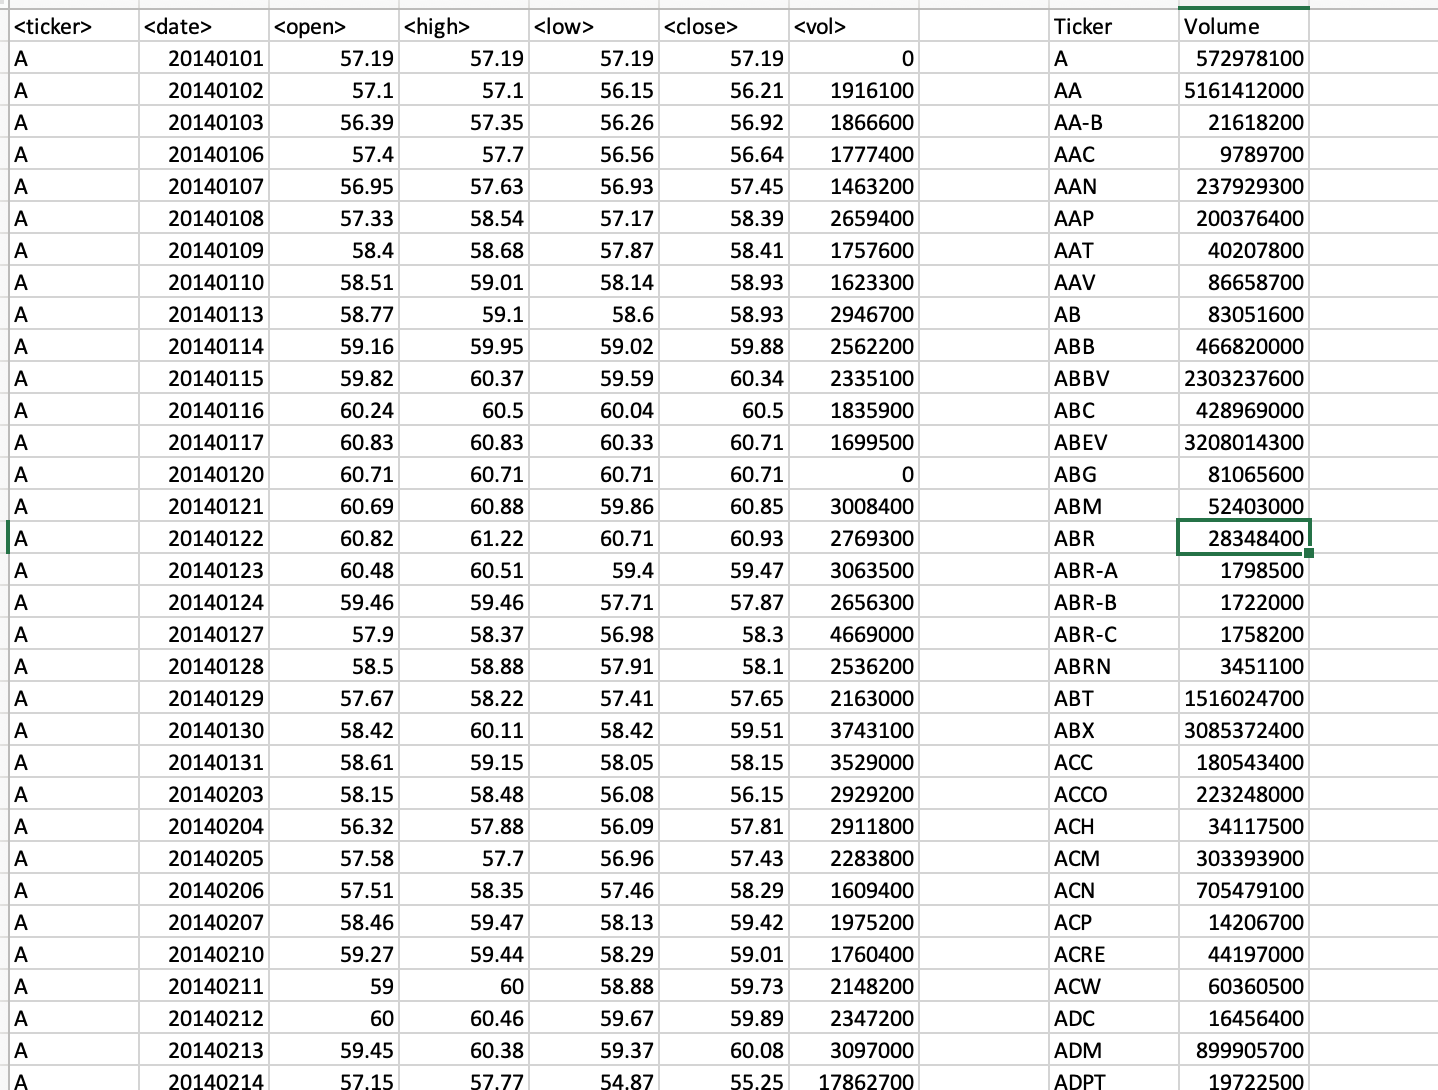 <ticker> <date> <open> <high> <low> <close> <vol> Ticker Volume
A 20140101 57.19 57.19 57.19 57.19 0 A 572978100
A 20140102 57.1 57.1 56.15 56.21 1916100 AA 5161412000
A 20140103 56.39 57.35 56.26 56.92 1866600 AA-B 21618200
A 20140106 57.4 57.7 56.56 56.64 1777400 AAC 9789700
A 20140107 56.95 57.63 56.93 57.45 1463200 AAN 237929300
A 20140108 57.33 58.54 57.17 58.39 2659400 AAP 200376400
A 20140109 58.4 58.68 57.87 58.41 1757600 AAT 40207800
A 20140110 58.51 59.01 58.14 58.93 1623300 AAV 86658700
A 20140113 58.77 59.1 58.6 58.93 2946700 AB 83051600
A 20140114 59.16 59.95 59.02 59.88 2562200 ABB 466820000
A 20140115 59.82 60.37 59.59 60.34 2335100 ABBV 2303237600
A 20140116 60.24 60.5 60.04 60.5 1835900 ABC 428969000
A 20140117 60.83 60.83 60.33 60.71 1699500 ABEV 3208014300
A 20140120 60.71 60.71 60.71 60.71 0 ABG 81065600
A 20140121 60.69 60.88 59.86 60.85 3008400 ABM 52403000
A 20140122 60.82 61.22 60.71 60.93 2769300 ABR 28348400
A 20140123 60.48 60.51 59.4 59.47 3063500 ABR-A 1798500
A 20140124 59.46 59.46 57.71 57.87 2656300 ABR-B 1722000
A 20140127 57.9 58.37 56.98 58.3 4669000 ABR-C 1758200
A 20140128 58.5 58.88 57.91 58.1 2536200 ABRN 3451100
A 20140129 57.67 58.22 57.41 57.65 2163000 ABT 1516024700
A 20140130 58.42 60.11 58.42 59.51 3743100 ABX 3085372400
A 20140131 58.61 59.15 58.05 58.15 3529000 ACC 180543400
A 20140203 58.15 58.48 56.08 56.15 2929200 ACCO 223248000
A 20140204 56.32 57.88 56.09 57.81 2911800 ACH 34117500
A 20140205 57.58 57.7 56.96 57.43 2283800 ACM 303393900
A 20140206 57.51 58.35 57.46 58.29 1609400 ACN 705479100
A 20140207 58.46 59.47 58.13 59.42 1975200 ACP 14206700
A 20140210 59.27 59.44 58.29 59.01 1760400 ACRE 44197000
A 20140211 59 60 58.88 59.73 2148200 ACW 60360500
A 20140212 60 60.46 59.67 59.89 2347200 ADC 16456400
A 20140213 59.45 60.38 59.37 60.08 3097000 ADM 899905700
A 20140214 57.15 57.77 54.87 55.25 17862700 ADPT 19722500